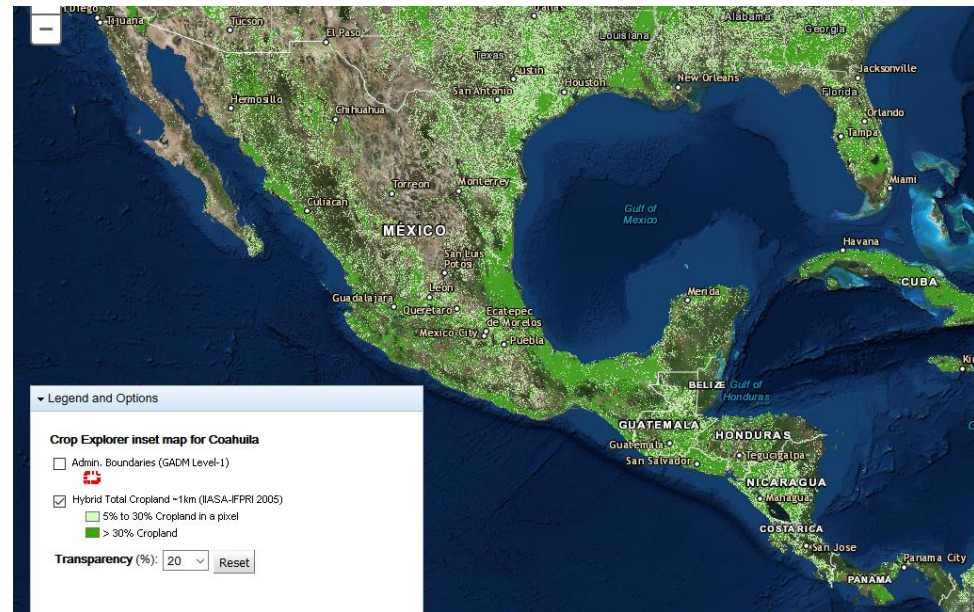 Tijuana
Tucson
El Paso
Dallas
Alabama
Georgia
Louisiana
Texas
Austin
Houston
San Antonio
New Orleans
Jacksonville
Florida
Orlando
Tampa
Miami
Hermosillo
Chihuahua
Torreon
Monterrey
Culiacan
MÉXICO
Gulf of
Mexico
San Luis
Potosi
Havana
CUBA
Leon
Guadalajara
Queretaro
Ecatepec
de Morelos
Mexico City
Puebla
Merida
BELIZE
Gulf of
Honduras
GUATEMALA
HONDURAS
Guatemala
Tegucigalpa
San Salvador
NICARAGUA
Managua
COSTA RICA
San Jose
Panama City
PANAMA
Legend and Options
Crop Explorer inset map for Coahuila
Admin. Boundaries (GADM Level-1)
Hybrid Total Cropland ~1km (IIASA-IFPRI 2005)
5% to 30% Cropland in a pixel
> 30% Cropland
Transparency (%): 20 Reset